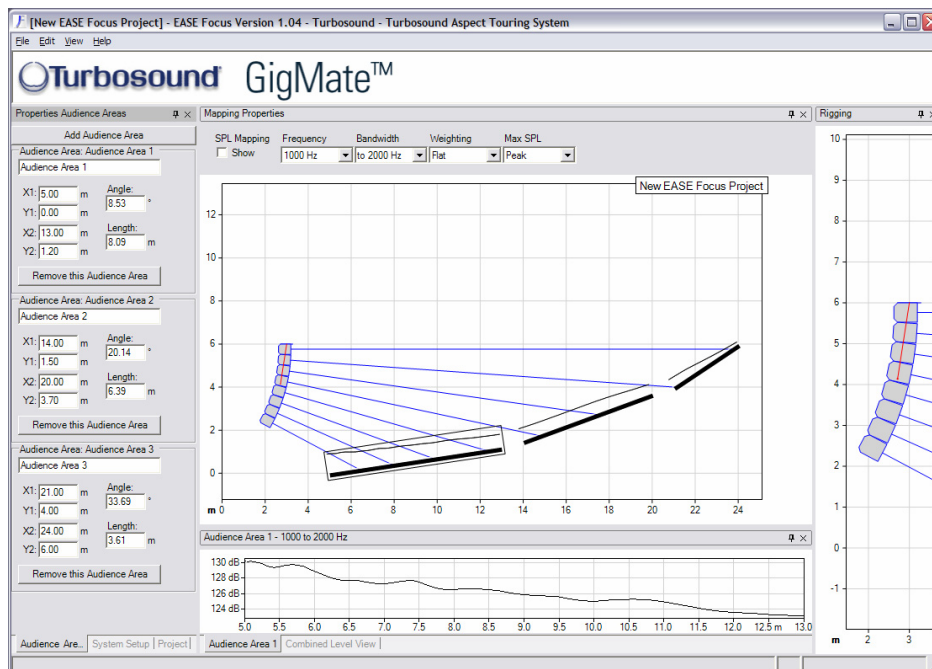 [New EASE Focus Project] - EASE Focus Version 1.04 - Turbosound - Turbosound Aspect Touring System
File Edit View Help
Turbosound GigMate™
Properties Audience Areas
Add Audience Area
Audience Area: Audience Area 1
Audience Area 1
X1: 5.00 m Angle:
Y1: 0.00 m 8.53 °
X2: 13.00 m Length:
Y2: 1.20 m 8.09 m
Remove this Audience Area
Audience Area: Audience Area 2
Audience Area 2
X1: 14.00 m Angle:
Y1: 1.50 m 20.14 °
X2: 20.00 m Length:
Y2: 3.70 m 6.39 m
Remove this Audience Area
Audience Area: Audience Area 3
Audience Area 3
X1: 21.00 m Angle:
Y1: 4.00 m 33.69 °
X2: 24.00 m Length:
Y2: 6.00 m 3.61 m
Remove this Audience Area
Audience Are... System Setup Project
Mapping Properties
SPL Mapping Frequency Bandwidth Weighting Max SPL
Show 1000 Hz to 2000 Hz Flat Peak
New EASE Focus Project
12
10
8
6
4
2
0
m 0 2 4 6 8 10 12 14 16 18 20 22 24
Audience Area 1 - 1000 to 2000 Hz
130 dB
128 dB
126 dB
124 dB
5.0 5.5 6.0 6.5 7.0 7.5 8.0 8.5 9.0 9.5 10.0 10.5 11.0 11.5 12.0 12.5 m 13.0
Audience Area 1 Combined Level View
Rigging
10
9
8
7
6
5
4
3
2
1
0
-1
m 2 3